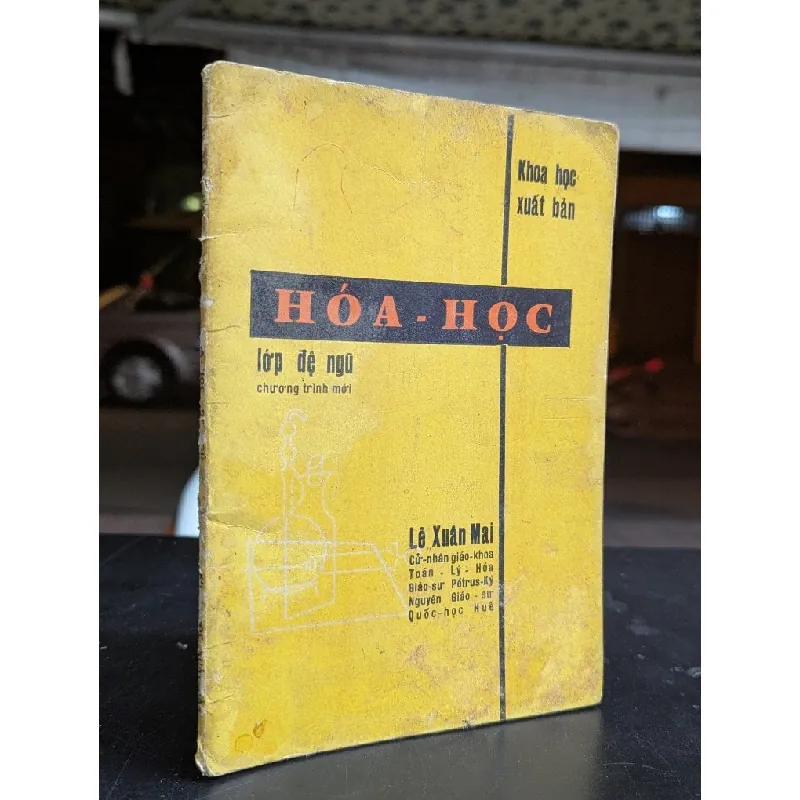 Khoa học
xuất bản
HÓA - HỌC
lớp đệ ngũ
chương trình mới
Lê Xuân Mai
Cử-nhân giáo-khoa
Toán - Lý - Hóa
Giáo-sư Pétrus-Ký
Nguyên Giáo-sư
Quốc-học Huế